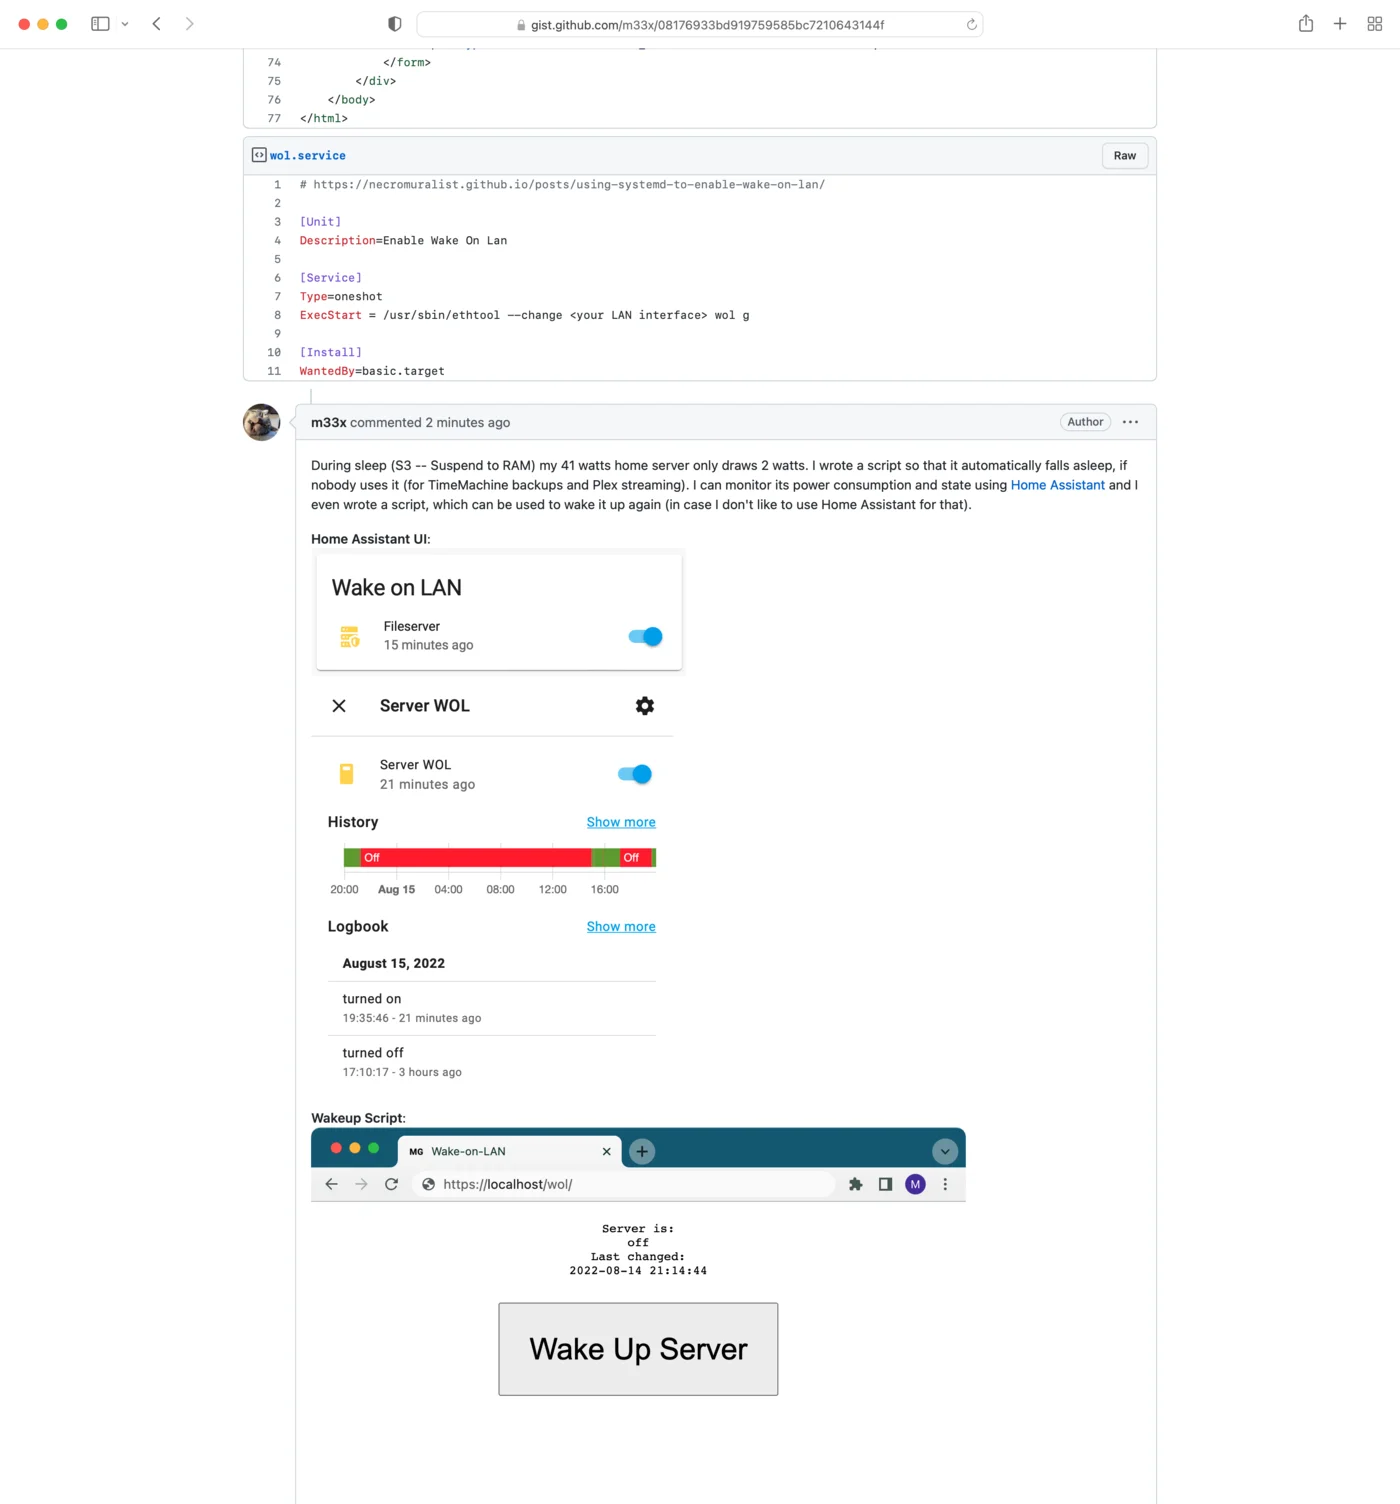 gist.github.com/m33x/08176933bd919759585bc7210643144f
74 </form>
75 </div>
76 </body>
77 </html>
wol.service
Raw
1 # https://necromuralist.github.io/posts/using-systemd-to-enable-wake-on-lan/
2
3 [Unit]
4 Description=Enable Wake On Lan
5
6 [Service]
7 Type=oneshot
8 ExecStart = /usr/sbin/ethtool --change <your LAN interface> wol g
9
10 [Install]
11 WantedBy=basic.target
m33x commented 2 minutes ago
Author
During sleep (S3 -- Suspend to RAM) my 41 watts home server only draws 2 watts. I wrote a script so that it automatically falls asleep, if
nobody uses it (for TimeMachine backups and Plex streaming). I can monitor its power consumption and state using Home Assistant and I
even wrote a script, which can be used to wake it up again (in case I don't like to use Home Assistant for that).
Home Assistant UI:
Wake on LAN
Fileserver
15 minutes ago
Server WOL
Server WOL
21 minutes ago
History
Show more
Off Off
20:00 Aug 15 04:00 08:00 12:00 16:00
Logbook
Show more
August 15, 2022
turned on
19:35:46 - 21 minutes ago
turned off
17:10:17 - 3 hours ago
Wakeup Script:
MG Wake-on-LAN
https://localhost/wol/
M
Server is:
off
Last changed:
2022-08-14 21:14:44
Wake Up Server